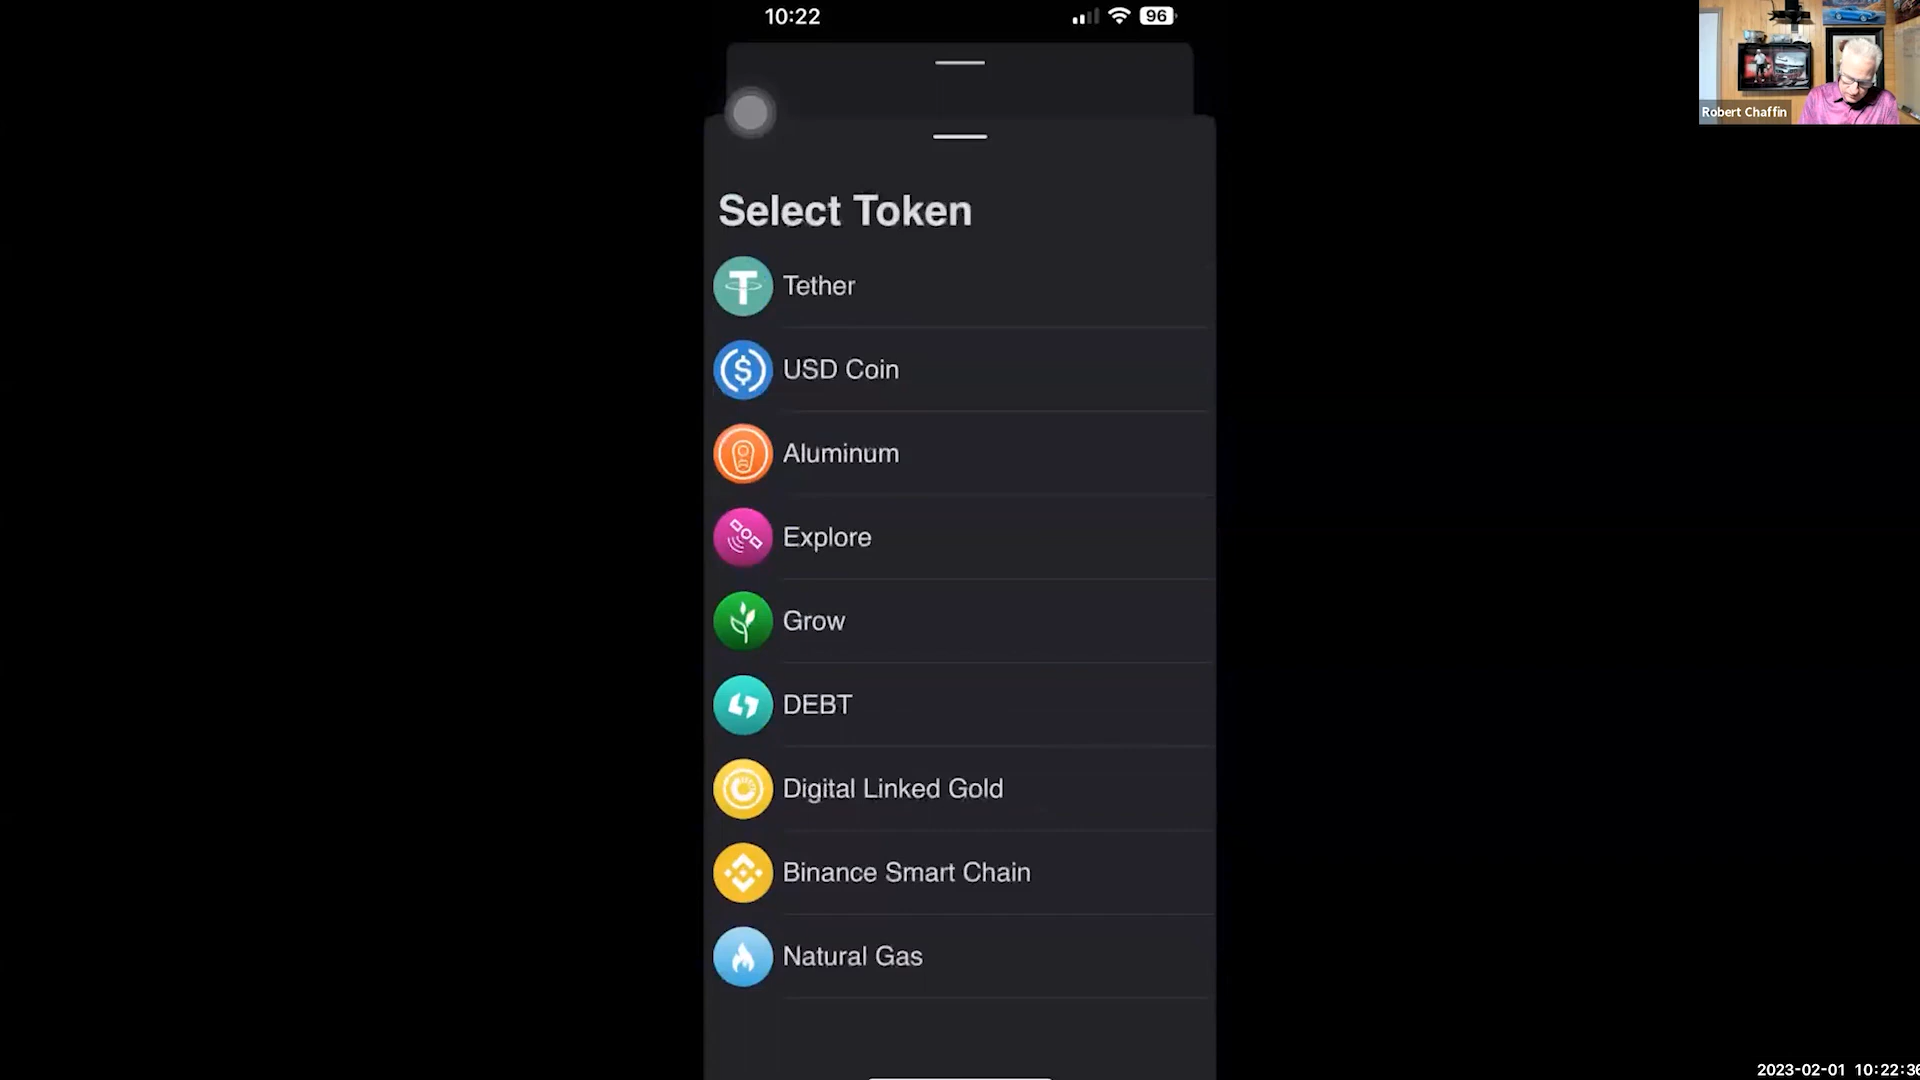 10:22
96
Robert Chaffin
Select Token
Tether
USD Coin
Aluminum
Explore
Grow
DEBT
Digital Linked Gold
Binance Smart Chain
Natural Gas
2023-02-01 10:22:36